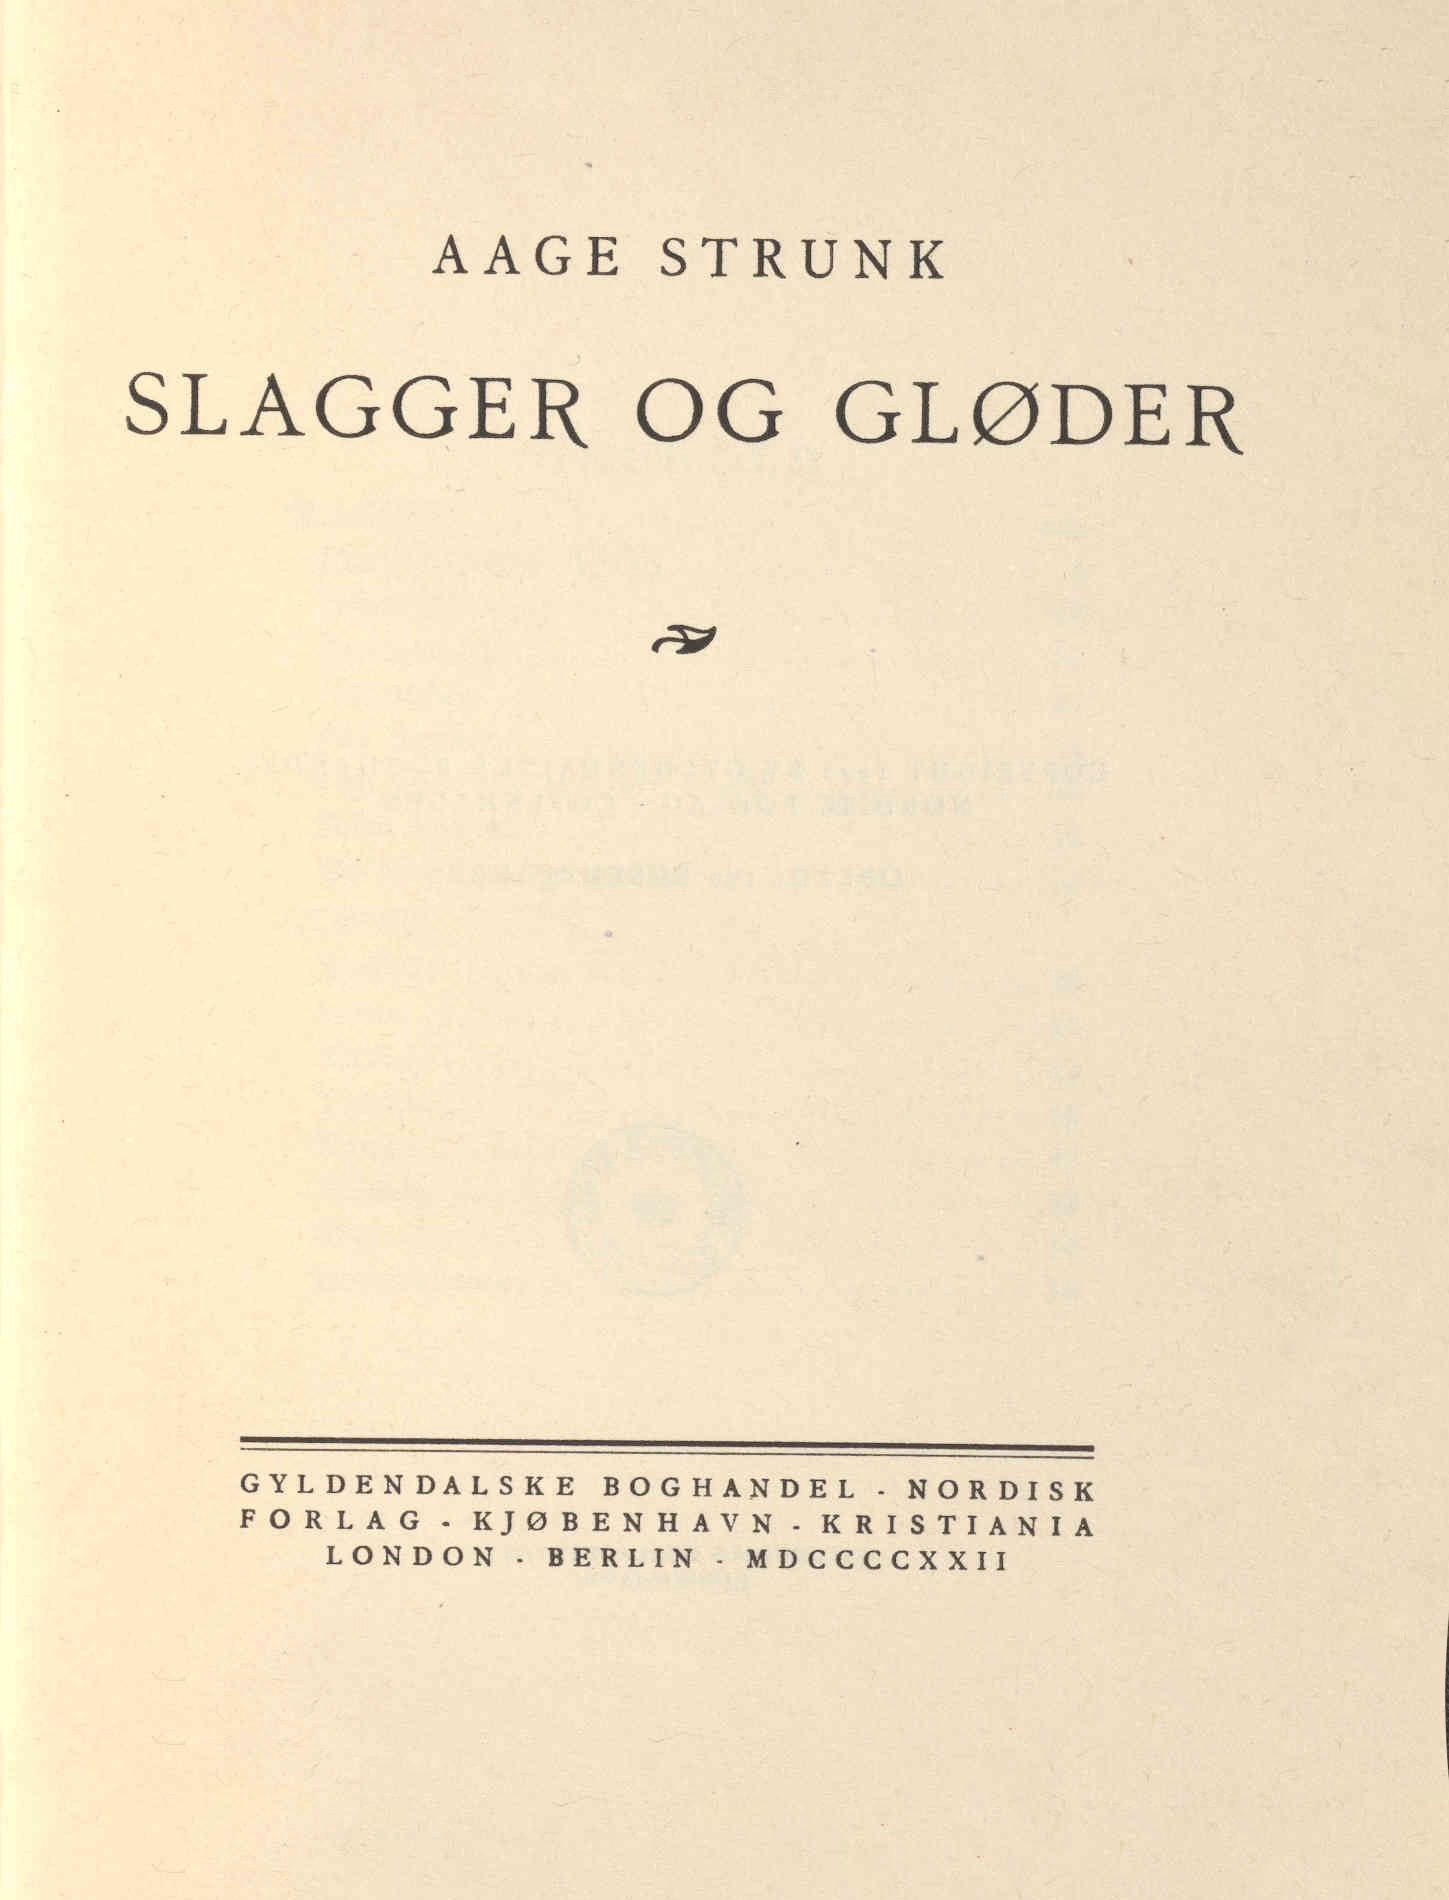 AAGE STRUNK
SLAGGER OG GLØDER
GYLDENDALSKE BOGHANDEL - NORDISK
FORLAG - KJØBENHAVN - KRISTIANIA
LONDON - BERLIN - MDCCCCXXII